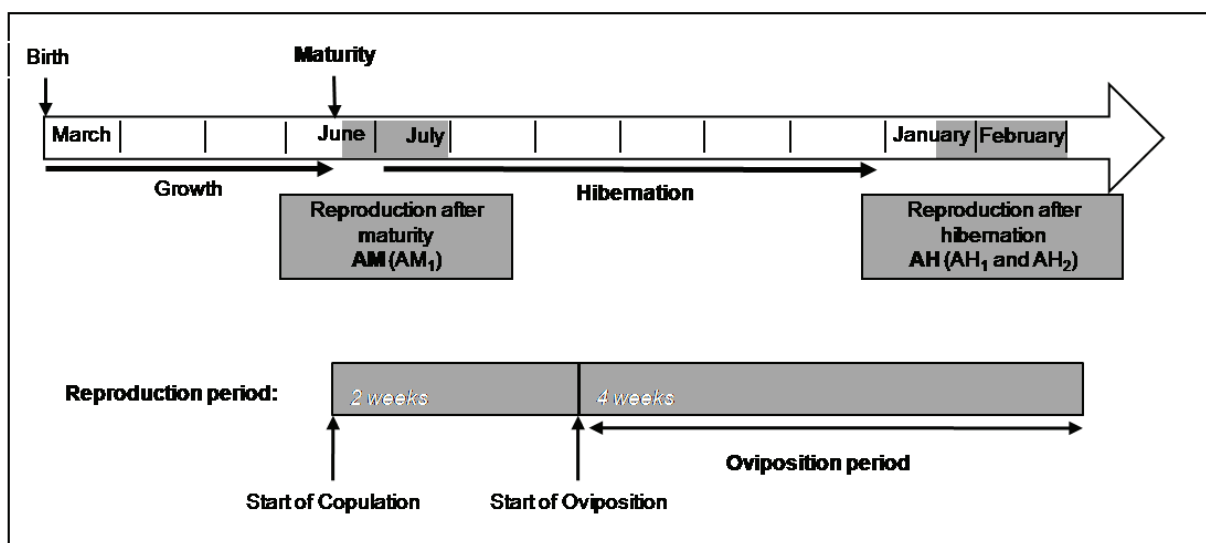 Birth
Maturity
March
June
July
January
February
Growth
Hibernation
Reproduction after
maturity
AM (AM₁)
Reproduction after
hibernation
AH (AH₁ and AH₂)
Reproduction period:
2 weeks
4 weeks
Oviposition period
Start of Copulation
Start of Oviposition